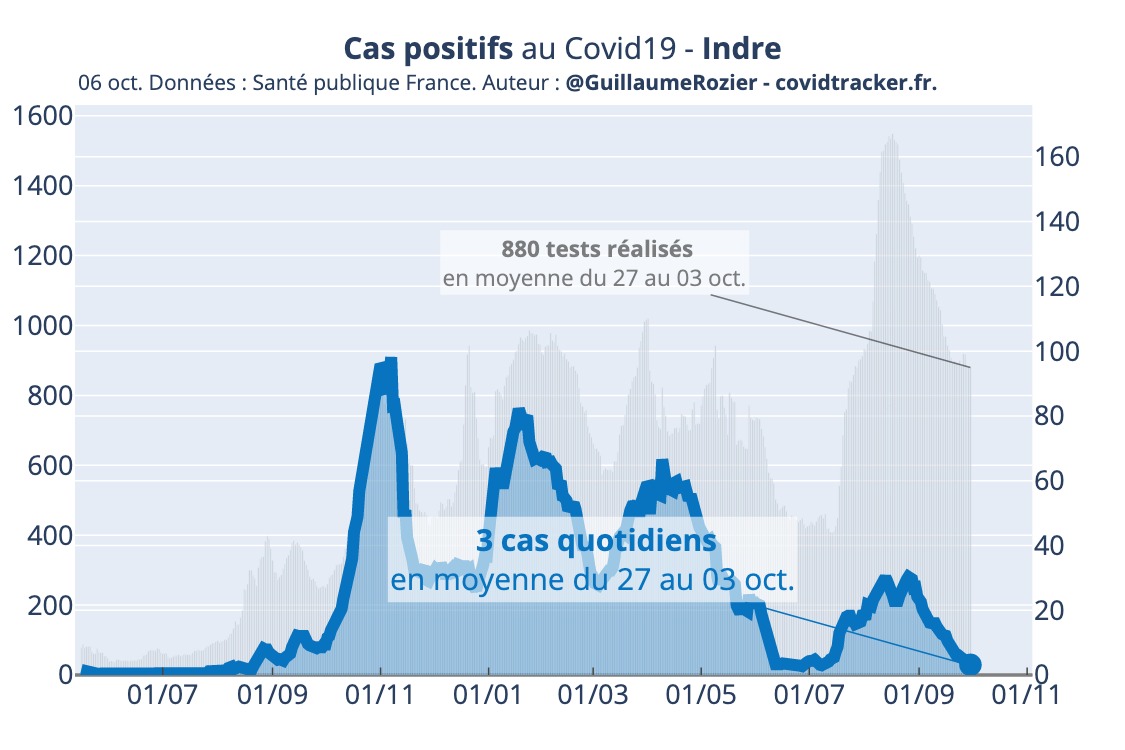 Cas positifs au Covid19 - Indre
06 oct. Données : Santé publique France. Auteur : @GuillaumeRozier - covidtracker.fr.
1600
1400
1200
1000
800
600
400
200
0
160
140
120
100
80
60
40
20
0
880 tests réalisés
en moyenne du 27 au 03 oct.
3 cas quotidiens
en moyenne du 27 au 03 oct.
01/07 01/09 01/11 01/01 01/03 01/05 01/07 01/09 01/11